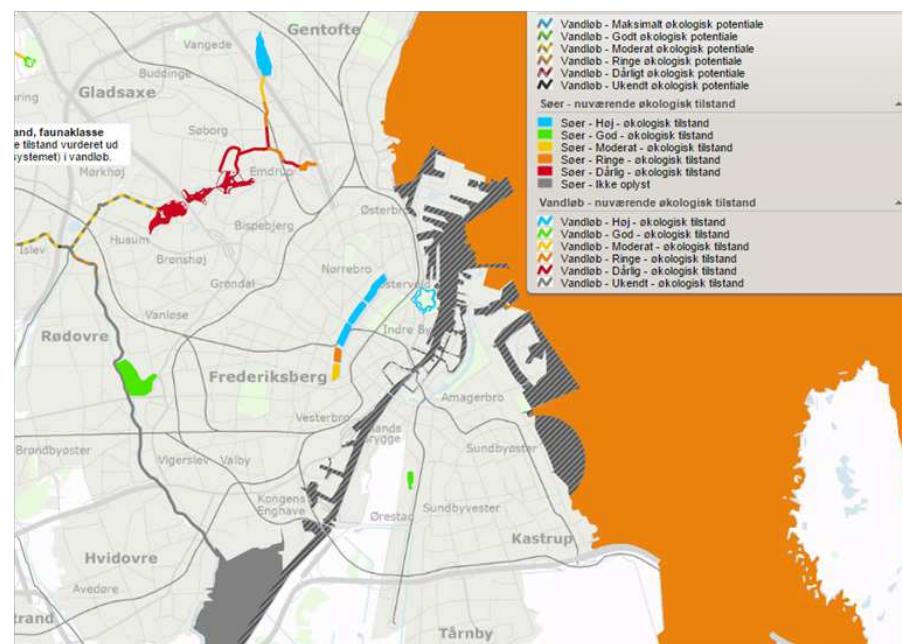 Vandløb - Maksimalt økologisk potentiale
Vandløb - Godt økologisk potentiale
Vandløb - Moderat økologisk potentiale
Vandløb - Ringe økologisk potentiale
Vandløb - Dårligt økologisk potentiale
Vandløb - Ukendt økologisk potentiale
Søer - nuværende økologisk tilstand
Søer - Høj - økologisk tilstand
Søer - God - økologisk tilstand
Søer - Moderat - økologisk tilstand
Søer - Ringe - økologisk tilstand
Søer - Dårlig - økologisk tilstand
Søer - Ikke oplyst
Vandløb - nuværende økologisk tilstand
Vandløb - Høj - økologisk tilstand
Vandløb - God - økologisk tilstand
Vandløb - Moderat - økologisk tilstand
Vandløb - Ringe - økologisk tilstand
Vandløb - Dårlig - økologisk tilstand
Vandløb - Ukendt - økologisk tilstand
Gentofte
Vangede
Buddinge
Gladsaxe
and, faunaklasse
e tilstand vurderet ud
systemet) i vandløb.
Søborg
Mørkhøj
Emdrup
Østerbro
Bispebjerg
Husum
Islev
Brønshøj
Nørrebro
Grøndal
Østervold
Indre By
Vanløse
Rødovre
Frederiksberg
Amagerbro
Vesterbro
lands
rygge
Brøndbyøster
Vigerslev
Valby
Sundbyøster
Kongens
Enghave
Sundbyvester
Ørestad
Kastrup
Hvidovre
Avedøre
trand
Tårnby